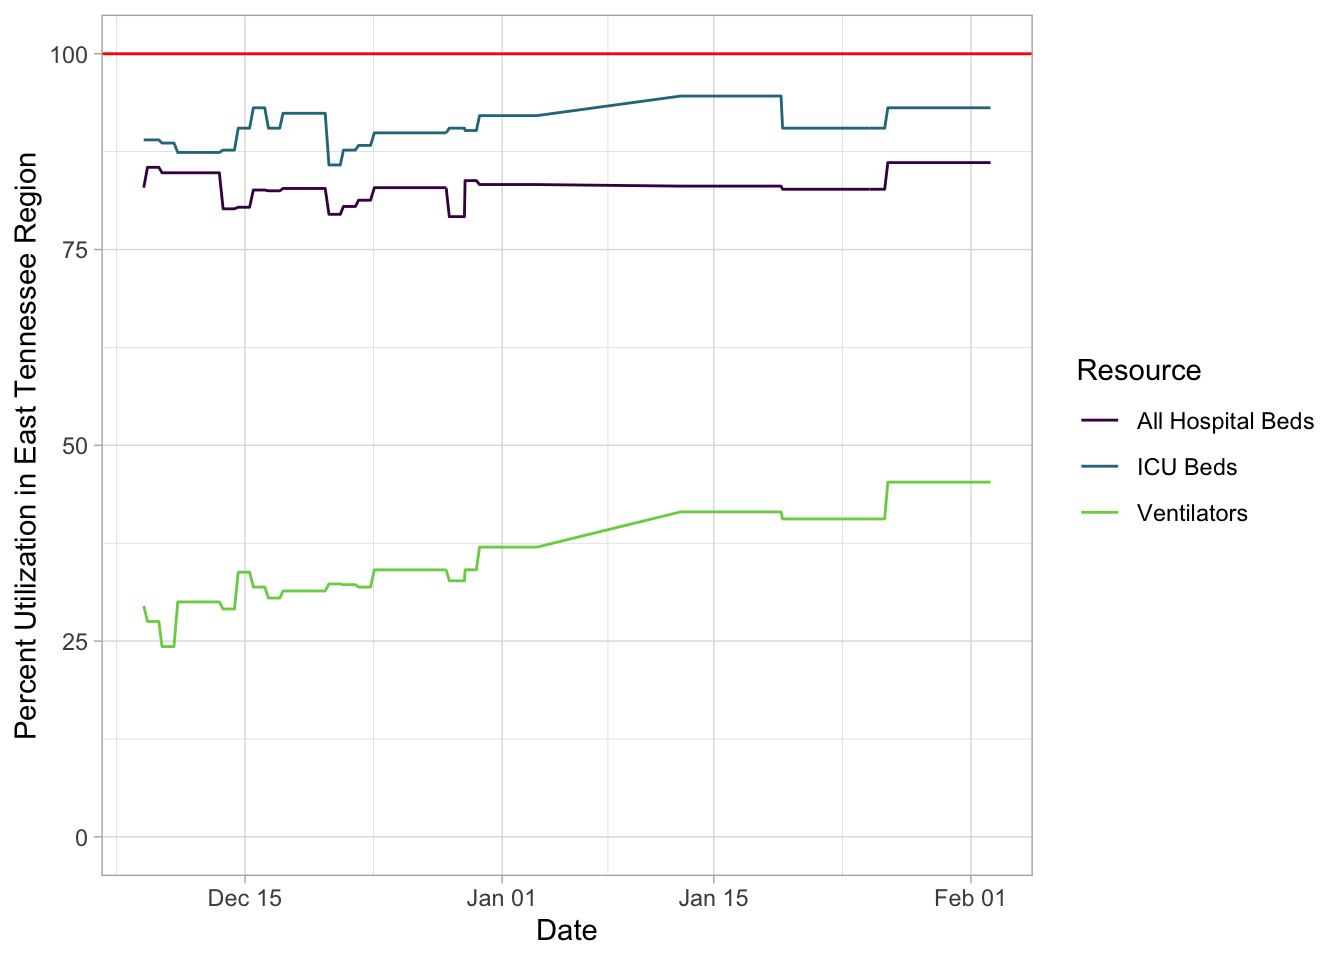 Percent Utilization in East Tennessee Region
100
75
50
25
0
Dec 15
Jan 01
Jan 15
Feb 01
Date
Resource
All Hospital Beds
ICU Beds
Ventilators